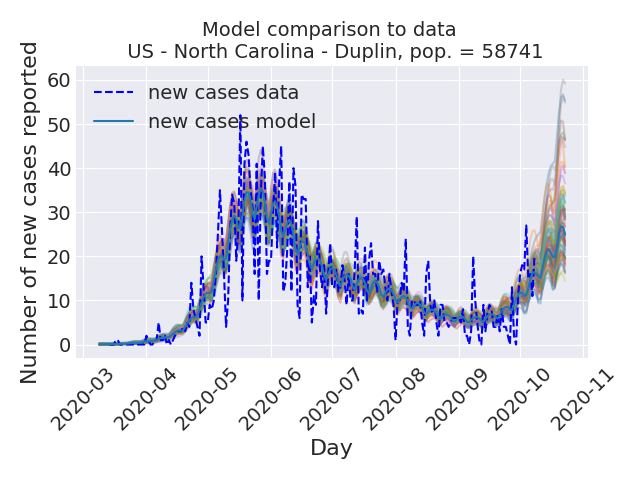 Model comparison to data
US - North Carolina - Duplin, pop. = 58741
Number of new cases reported
60
50
40
30
20
10
0
new cases data
new cases model
2020-03
2020-04
2020-05
2020-06
2020-07
2020-08
2020-09
2020-10
2020-11
Day